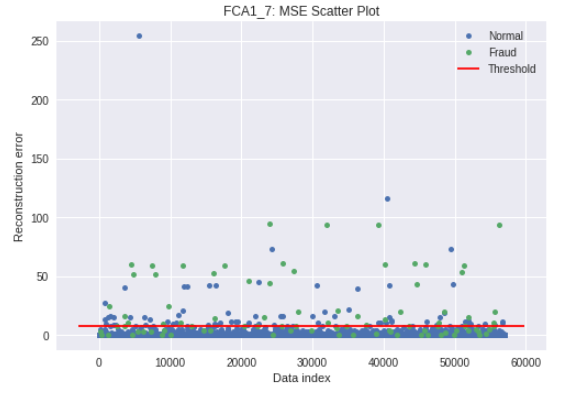 FCA1_7: MSE Scatter Plot
Normal
Fraud
Threshold
250
200
150
100
50
0
Reconstruction error
0 10000 20000 30000 40000 50000 60000
Data index